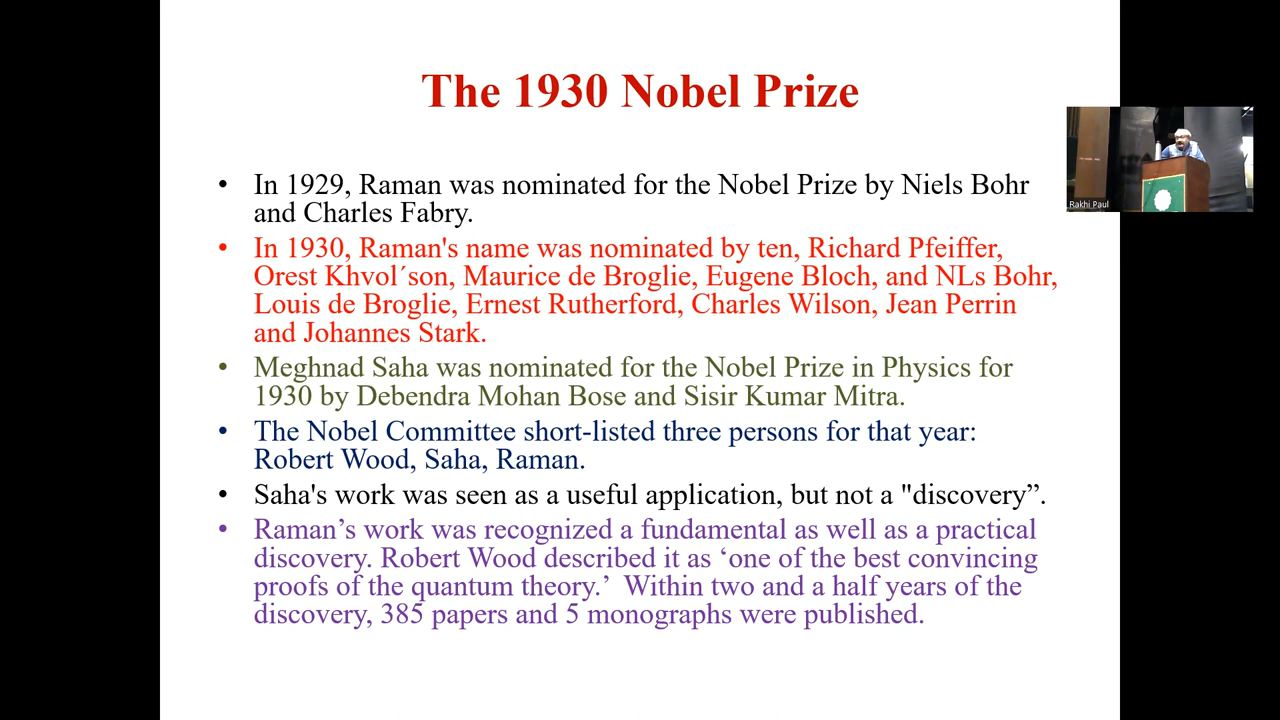 The 1930 Nobel Prize
• In 1929, Raman was nominated for the Nobel Prize by Niels Bohr
and Charles Fabry.
• In 1930, Raman's name was nominated by ten, Richard Pfeiffer,
Orest Khvol´son, Maurice de Broglie, Eugene Bloch, and NLs Bohr,
Louis de Broglie, Ernest Rutherford, Charles Wilson, Jean Perrin
and Johannes Stark.
• Meghnad Saha was nominated for the Nobel Prize in Physics for
1930 by Debendra Mohan Bose and Sisir Kumar Mitra.
• The Nobel Committee short-listed three persons for that year:
Robert Wood, Saha, Raman.
• Saha's work was seen as a useful application, but not a "discovery”.
• Raman’s work was recognized a fundamental as well as a practical
discovery. Robert Wood described it as ‘one of the best convincing
proofs of the quantum theory.’ Within two and a half years of the
discovery, 385 papers and 5 monographs were published.
Rakhi Paul